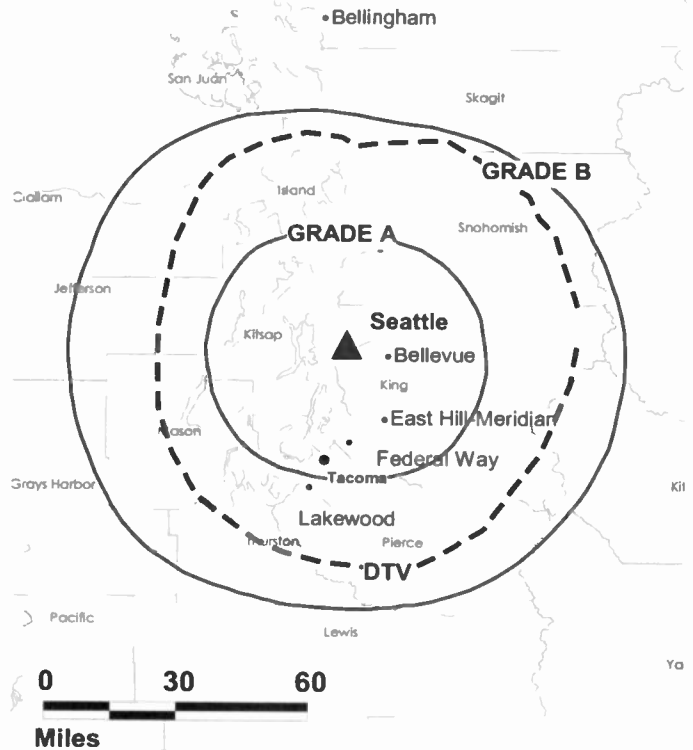 Bellingham
San Juan
Skagit
GRADE B
Island
Clallam
Snohomish
GRADE A
Jefferson
Seattle
Kitsap
Bellevue
King
East Hill-Meridian
Mason
Federal Way
Tacoma
Grays Harbor
Kit
Lakewood
Thurston
Pierce
DTV
Pacific
Lewis
Ya
0 30 60
Miles